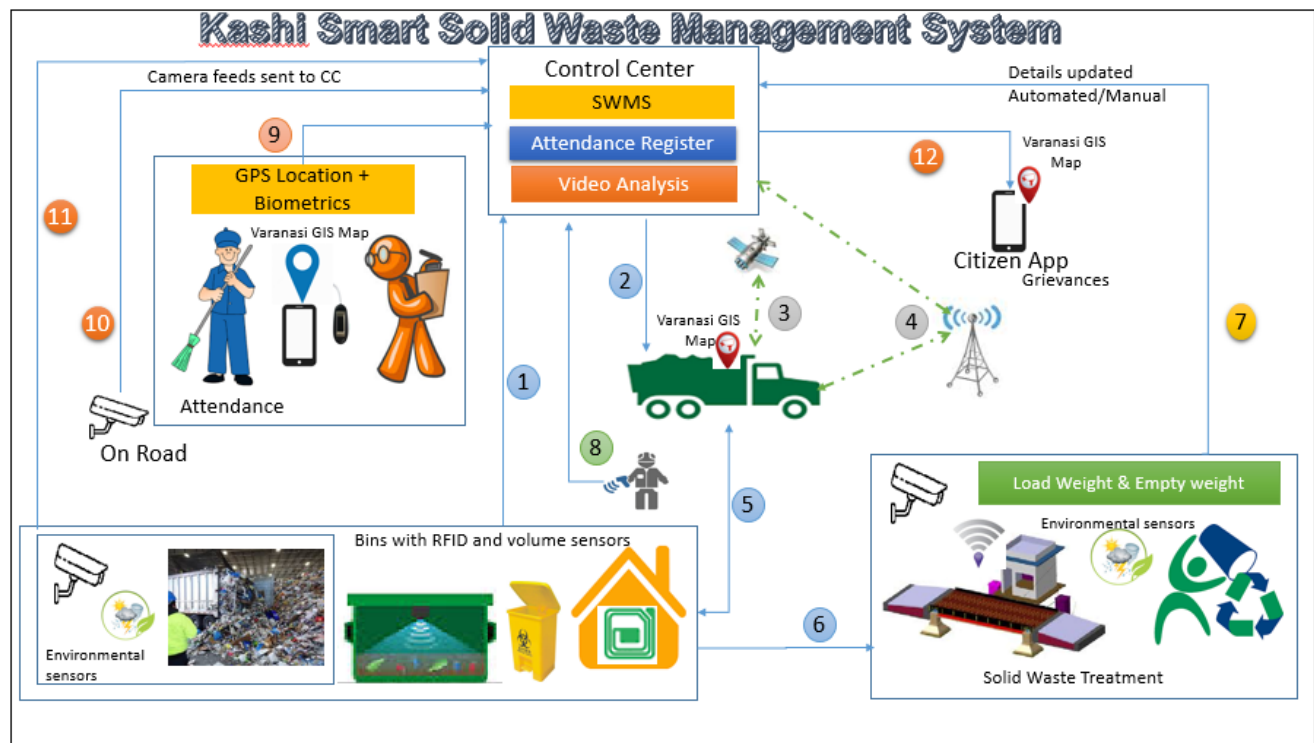 Kashi Smart Solid Waste Management System
Camera feeds sent to CC
Control Center
SWMS
Attendance Register
Video Analysis
Details updated
Automated/Manual
9
GPS Location +
Biometrics
Varanasi GIS Map
Attendance
11
10
On Road
12
Varanasi GIS
Map
Citizen App
Grievances
2
3
4
7
Varanasi GIS
Map
1
8
5
Bins with RFID and volume sensors
Environmental
sensors
6
Load Weight & Empty weight
Environmental sensors
Solid Waste Treatment